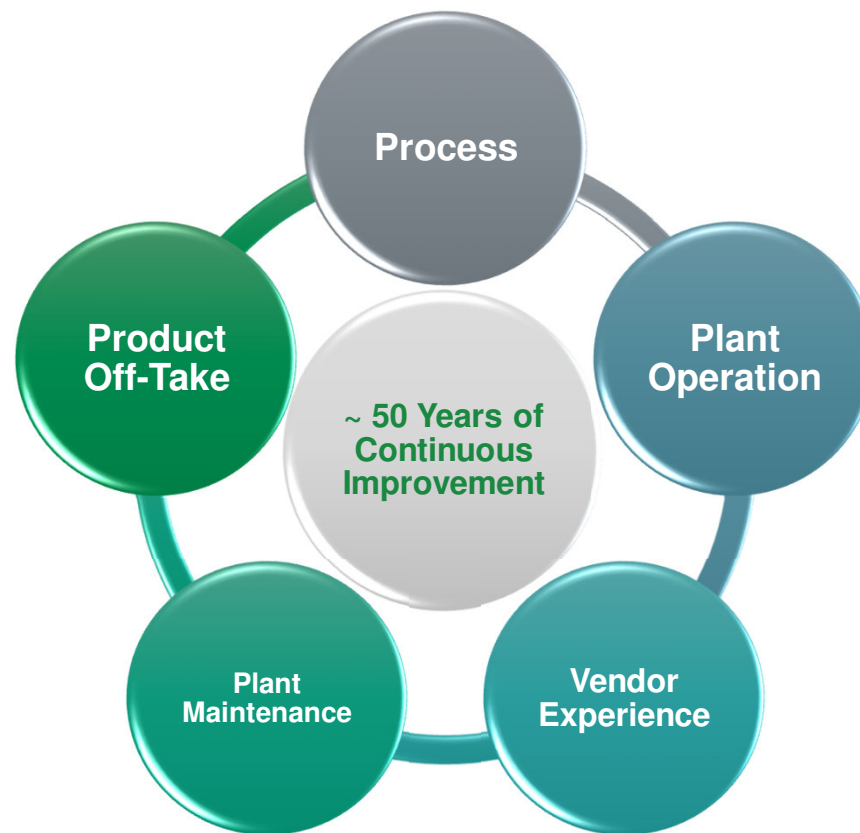 Process
Plant
Operation
Vendor
Experience
Plant
Maintenance
Product
Off-Take
~ 50 Years of
Continuous
Improvement